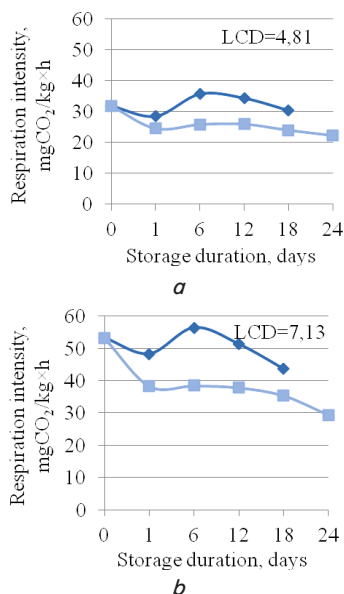 Respiration intensity,
mgCO₂/kg×h
60
50
40
30
20
10
0
LCD=4,81
0 1 6 12 18 24
Storage duration, days
a
Respiration intensity,
mgCO₂/kg×h
60
50
40
30
20
10
0
LCD=7,13
0 1 6 12 18 24
Storage duration, days
b